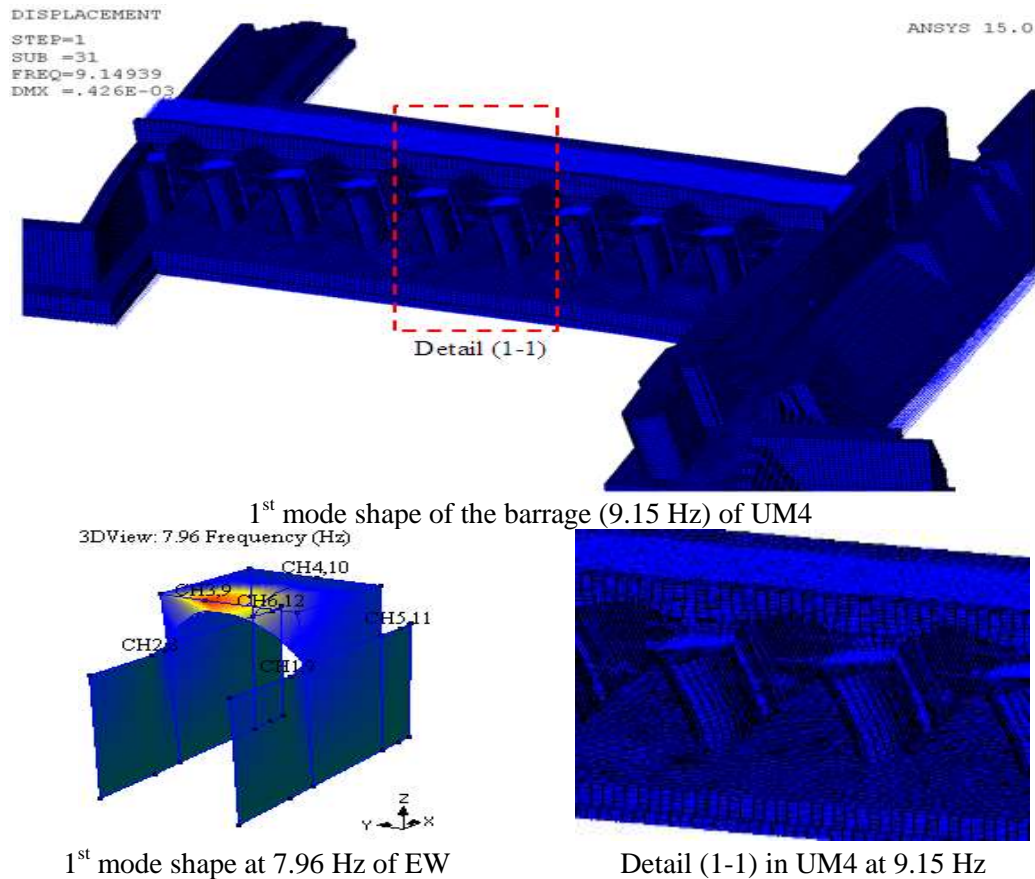 DISPLACEMENT
STEP=1
SUB =31
FREQ=9.14939
DMX =.426E-03
ANSYS 15.0
Detail (1-1)
1st mode shape of the barrage (9.15 Hz) of UM4
3DView: 7.96 Frequency (Hz)
CH4,10
CH3,9
CH6,12
CH5,11
Z
Y
X
1st mode shape at 7.96 Hz of EW
Detail (1-1) in UM4 at 9.15 Hz